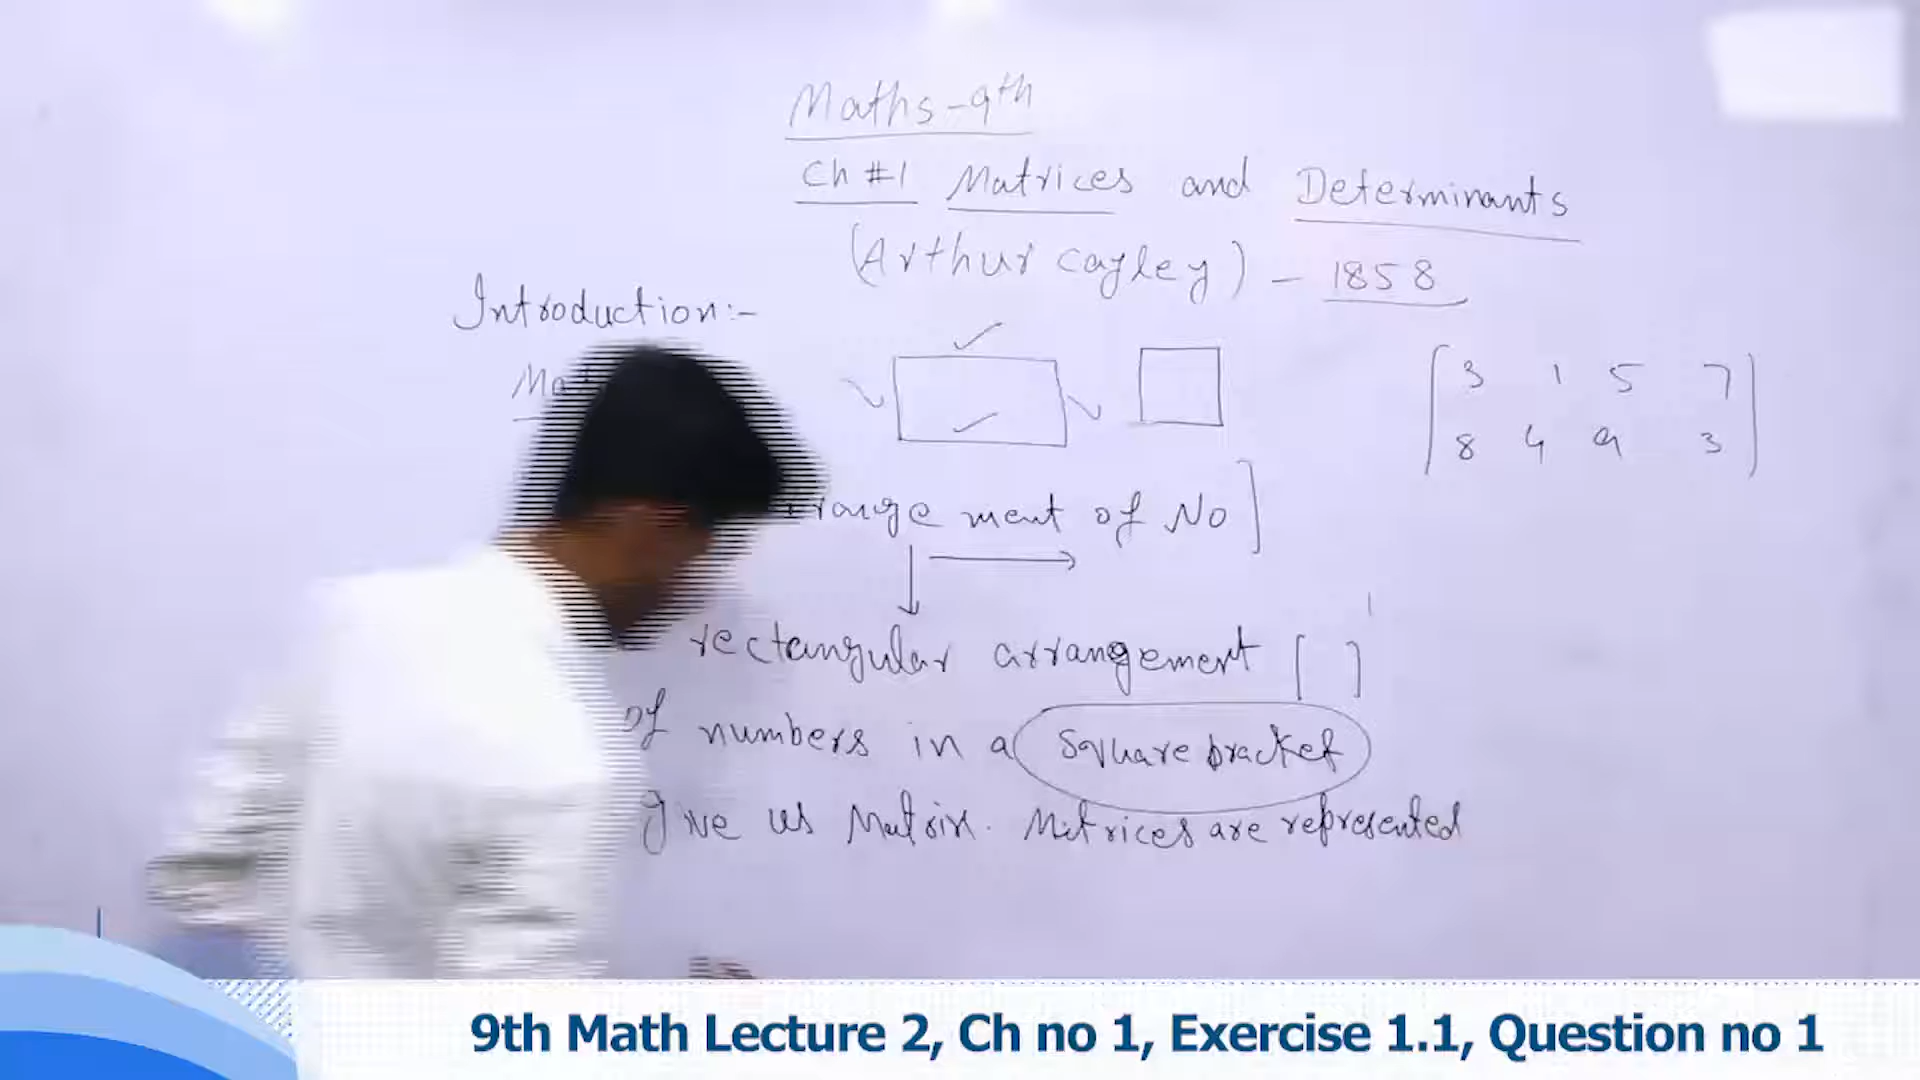 Maths-9th
Ch #1 Matrices and Determinants
(Arthur Cayley) - 1858
Introduction:-
3 1 5 7
8 4 9 3
ment of No]
rectangular arrangement [ ]
of numbers in a square bracket
give us Matrix. Matrices are represented
9th Math Lecture 2, Ch no 1, Exercise 1.1, Question no 1